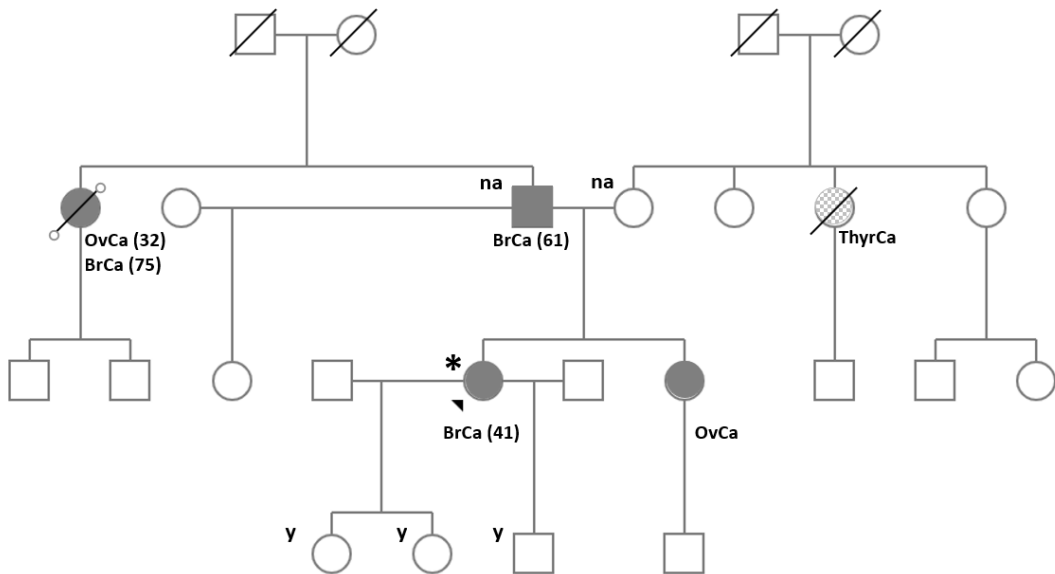 na
na
OvCa (32)
BrCa (75)
BrCa (61)
ThyrCa
*
BrCa (41)
OvCa
y
y
y